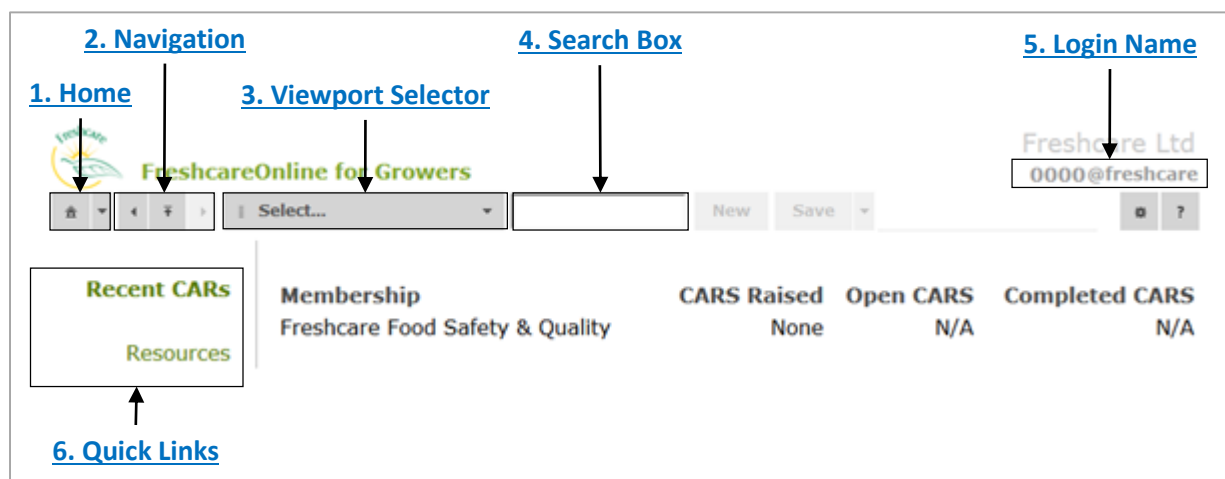 2. Navigation
4. Search Box
5. Login Name
1. Home
3. Viewport Selector
Freshcare
Freshcare Ltd
FreshcareOnline for Growers
0000@freshcare
Select...
New
Save
?
Recent CARs
Membership CARS Raised Open CARS Completed CARS
Freshcare Food Safety & Quality None N/A N/A
Resources
6. Quick Links